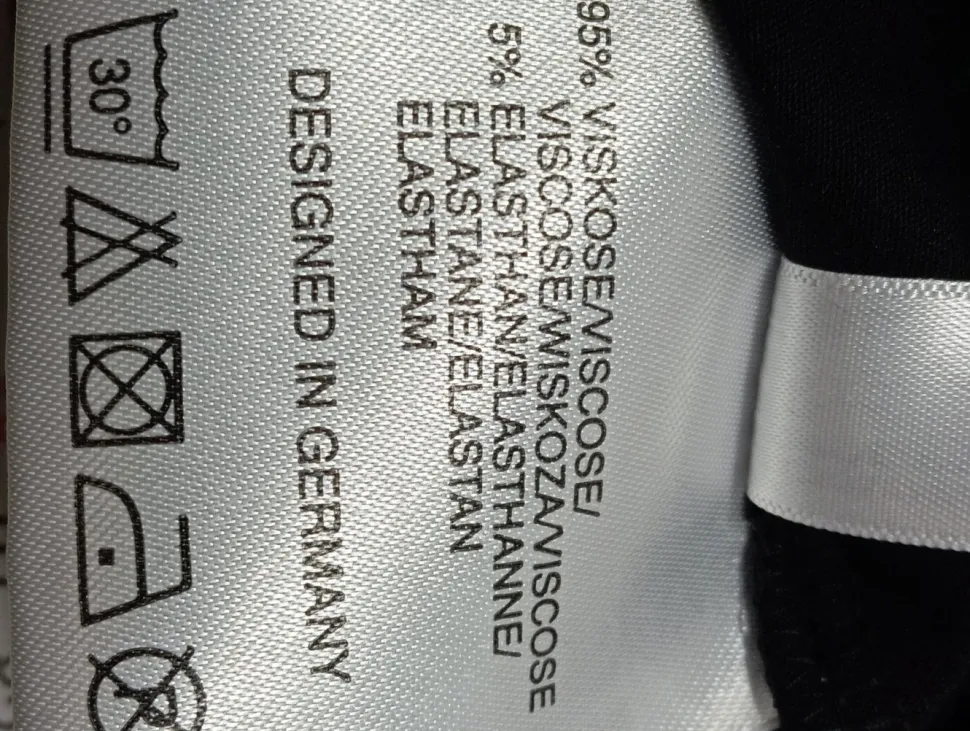 95% VISKOSE/VISCOSE/
VISCOSE/WISKOZA/VISCOSE
5% ELASTHAN/ELASTHANNE/
ELASTANE/ELASTAN
ELASTHAM
DESIGNED IN GERMANY
30°
P